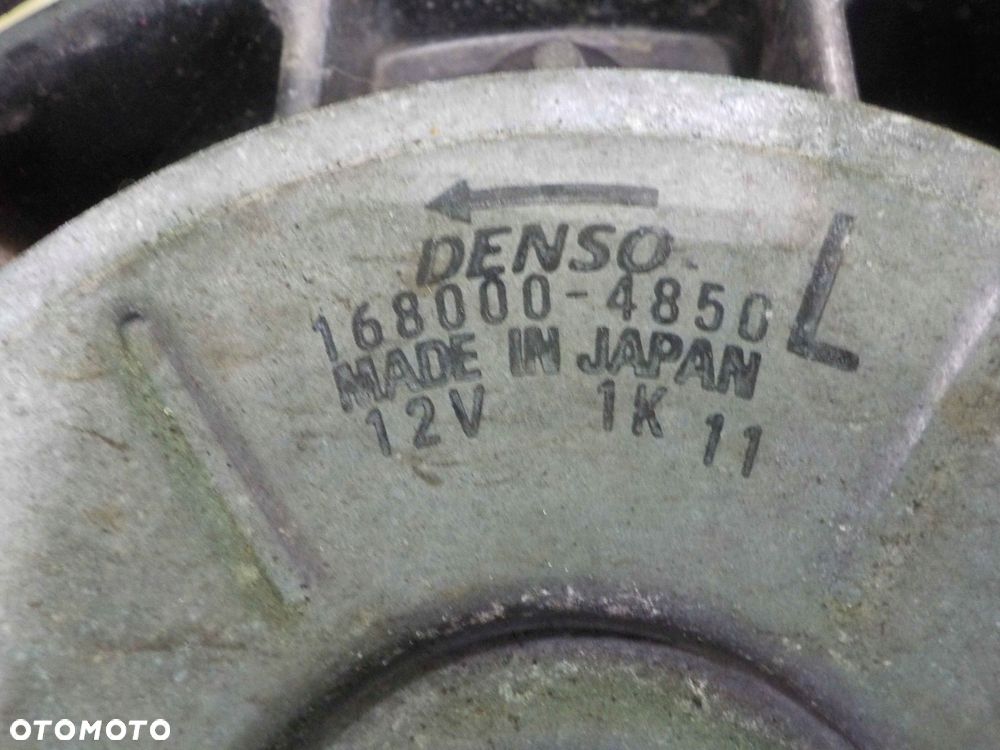 DENSO
168000-4850 L
MADE IN JAPAN
12V 1K 11
OTOMOTO